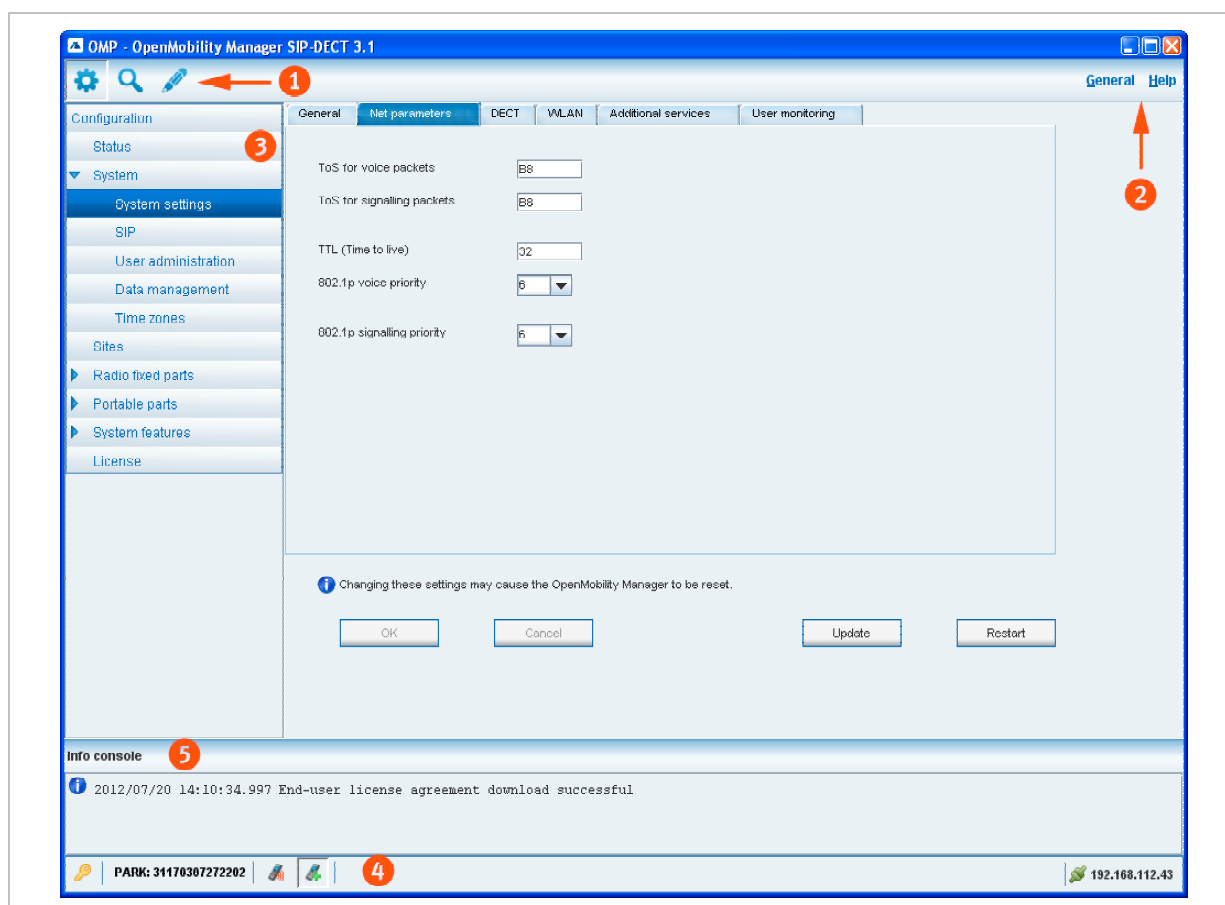 OMP - OpenMobility Manager SIP-DECT 3.1
1
General Help
2
Configuration
Status
3
System
System settings
SIP
User administration
Data management
Time zones
Sites
Radio fixed parts
Portable parts
System features
License
General Net parameters DECT WLAN Additional services User monitoring
ToS for voice packets B8
ToS for signalling packets B8
TTL (Time to live) 32
802.1p voice priority 6
802.1p signalling priority 6
Changing these settings may cause the OpenMobility Manager to be reset.
OK Cancel Update Restart
Info console
5
2012/07/20 14:10:34.997 End-user license agreement download successful
PARK: 31170307272202
4
192.168.112.43